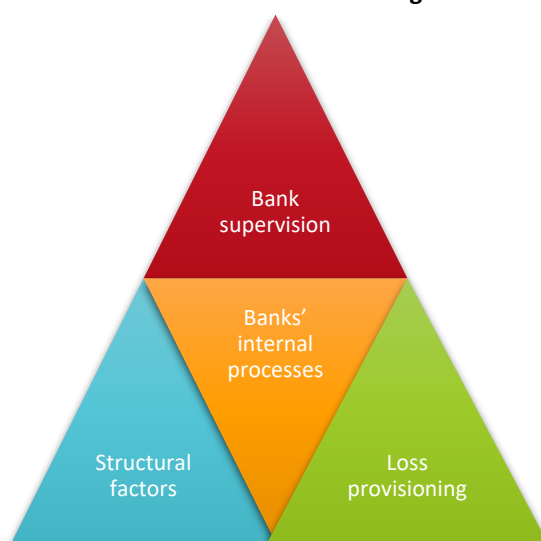 Bank
supervision
Banks’
internal
processes
Structural
factors
Loss
provisioning